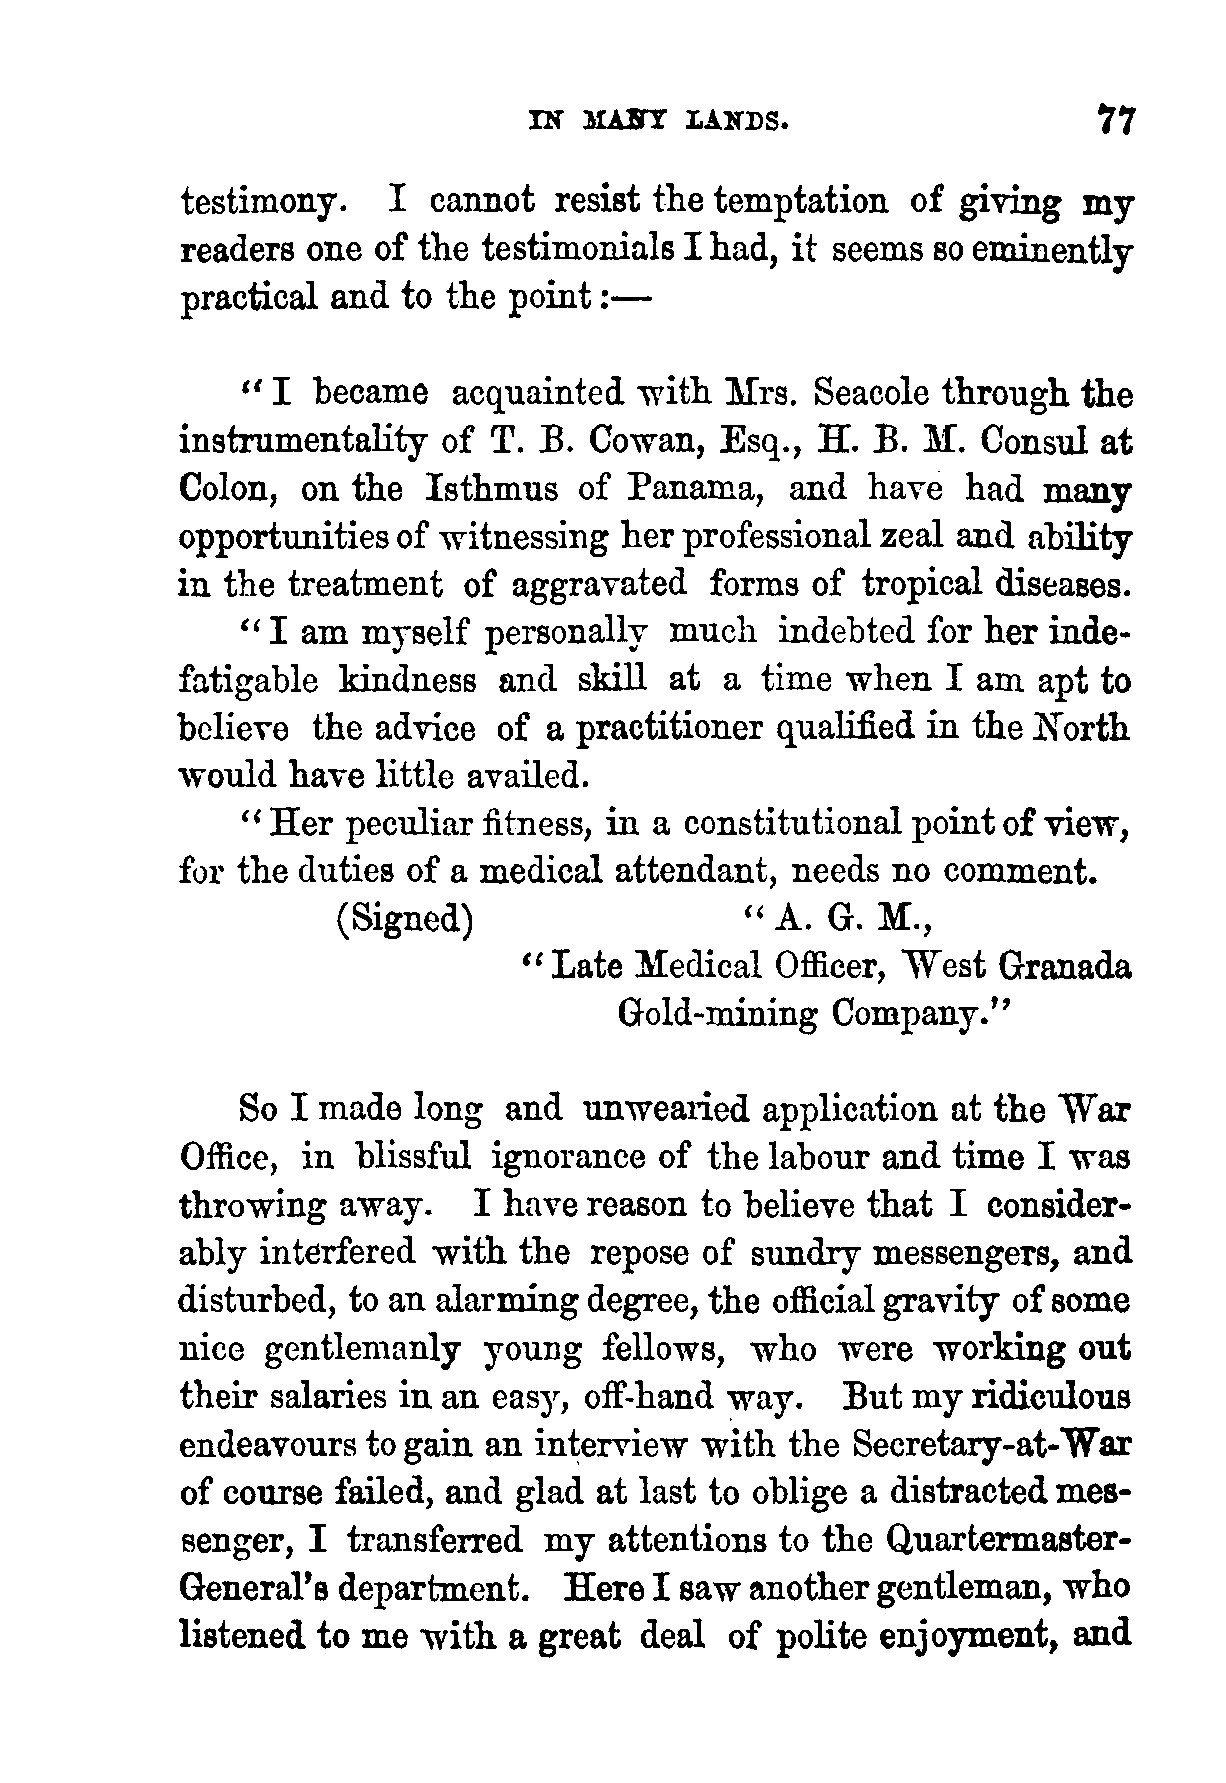 IN MANY LANDS. 77
testimony. I cannot resist the temptation of giving my
readers one of the testimonials I had, it seems so eminently
practical and to the point :—
“ I became acquainted with Mrs. Seacole through the
instrumentality of T. B. Cowan, Esq., H. B. M. Consul at
Colon, on the Isthmus of Panama, and have had many
opportunities of witnessing her professional zeal and ability
in the treatment of aggravated forms of tropical diseases.
“ I am myself personally much indebted for her inde-
fatigable kindness and skill at a time when I am apt to
believe the advice of a practitioner qualified in the North
would have little availed.
“ Her peculiar fitness, in a constitutional point of view,
for the duties of a medical attendant, needs no comment.
(Signed) “ A. G. M.,
“ Late Medical Officer, West Granada
Gold-mining Company.”
So I made long and unwearied application at the War
Office, in blissful ignorance of the labour and time I was
throwing away. I have reason to believe that I consider-
ably interfered with the repose of sundry messengers, and
disturbed, to an alarming degree, the official gravity of some
nice gentlemanly young fellows, who were working out
their salaries in an easy, off-hand way. But my ridiculous
endeavours to gain an interview with the Secretary-at-War
of course failed, and glad at last to oblige a distracted mes-
senger, I transferred my attentions to the Quartermaster-
General’s department. Here I saw another gentleman, who
listened to me with a great deal of polite enjoyment, and